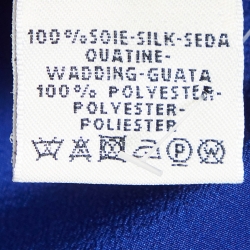 100%SOIE-SILK-SEDA
OUATINE-
WADDING-GUATA
100% POLYESTER-
POLYESTER-
POLIESTER
P W